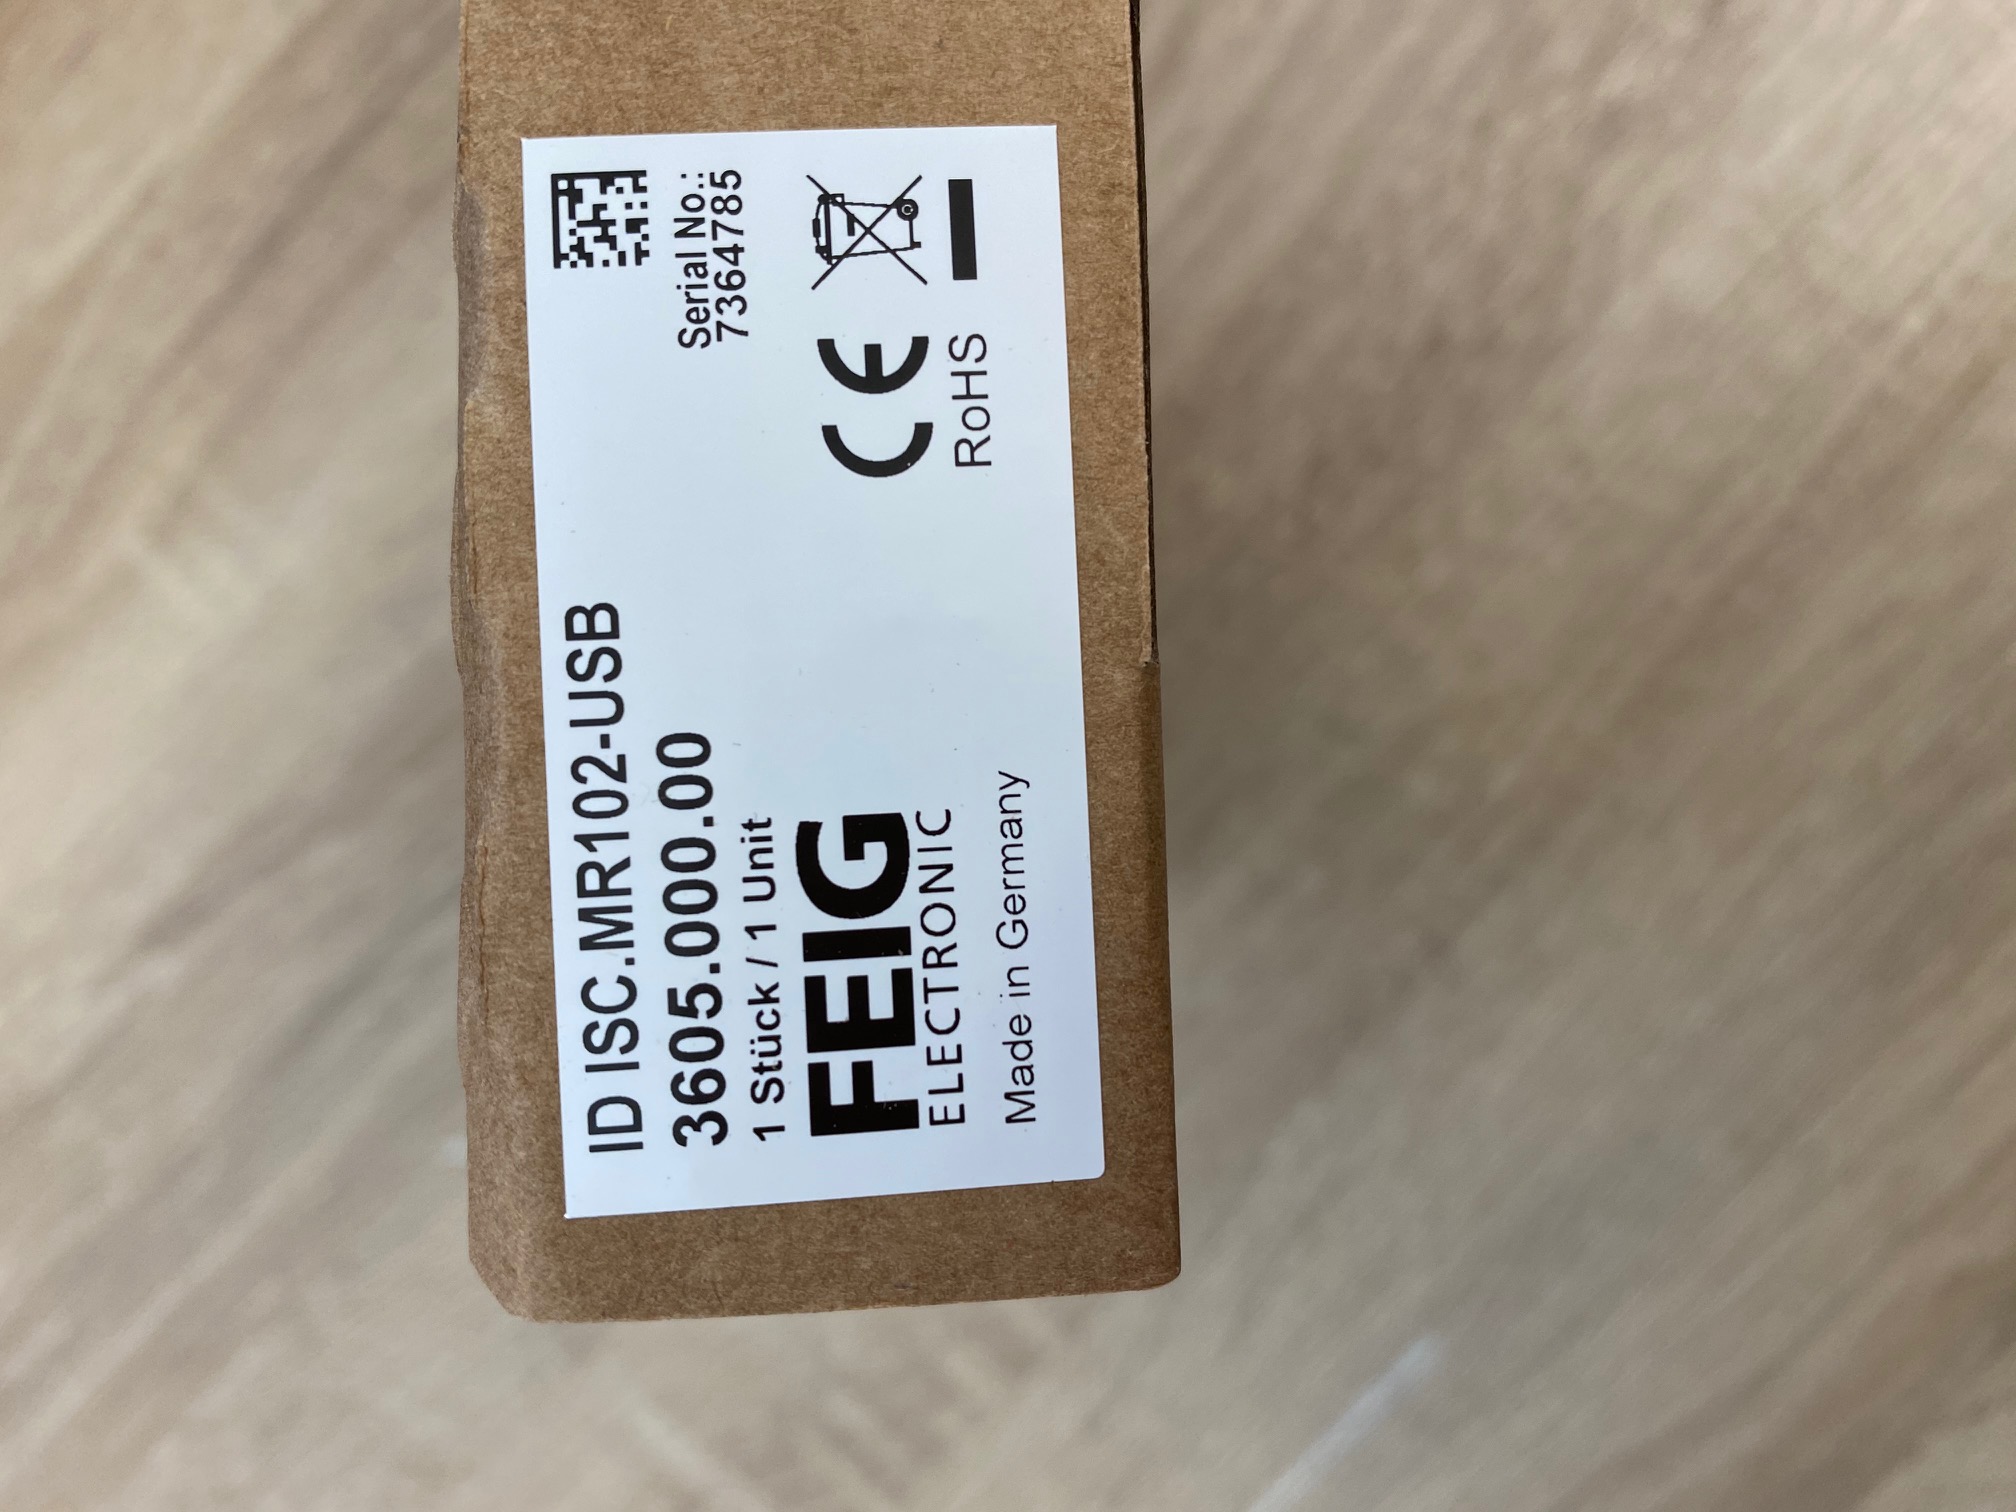 ID ISC.MR102-USB
3605.000.00
1 Stück / 1 Unit
Serial No.:
7364785
FEIG
ELECTRONIC
CE
RoHS
Made in Germany